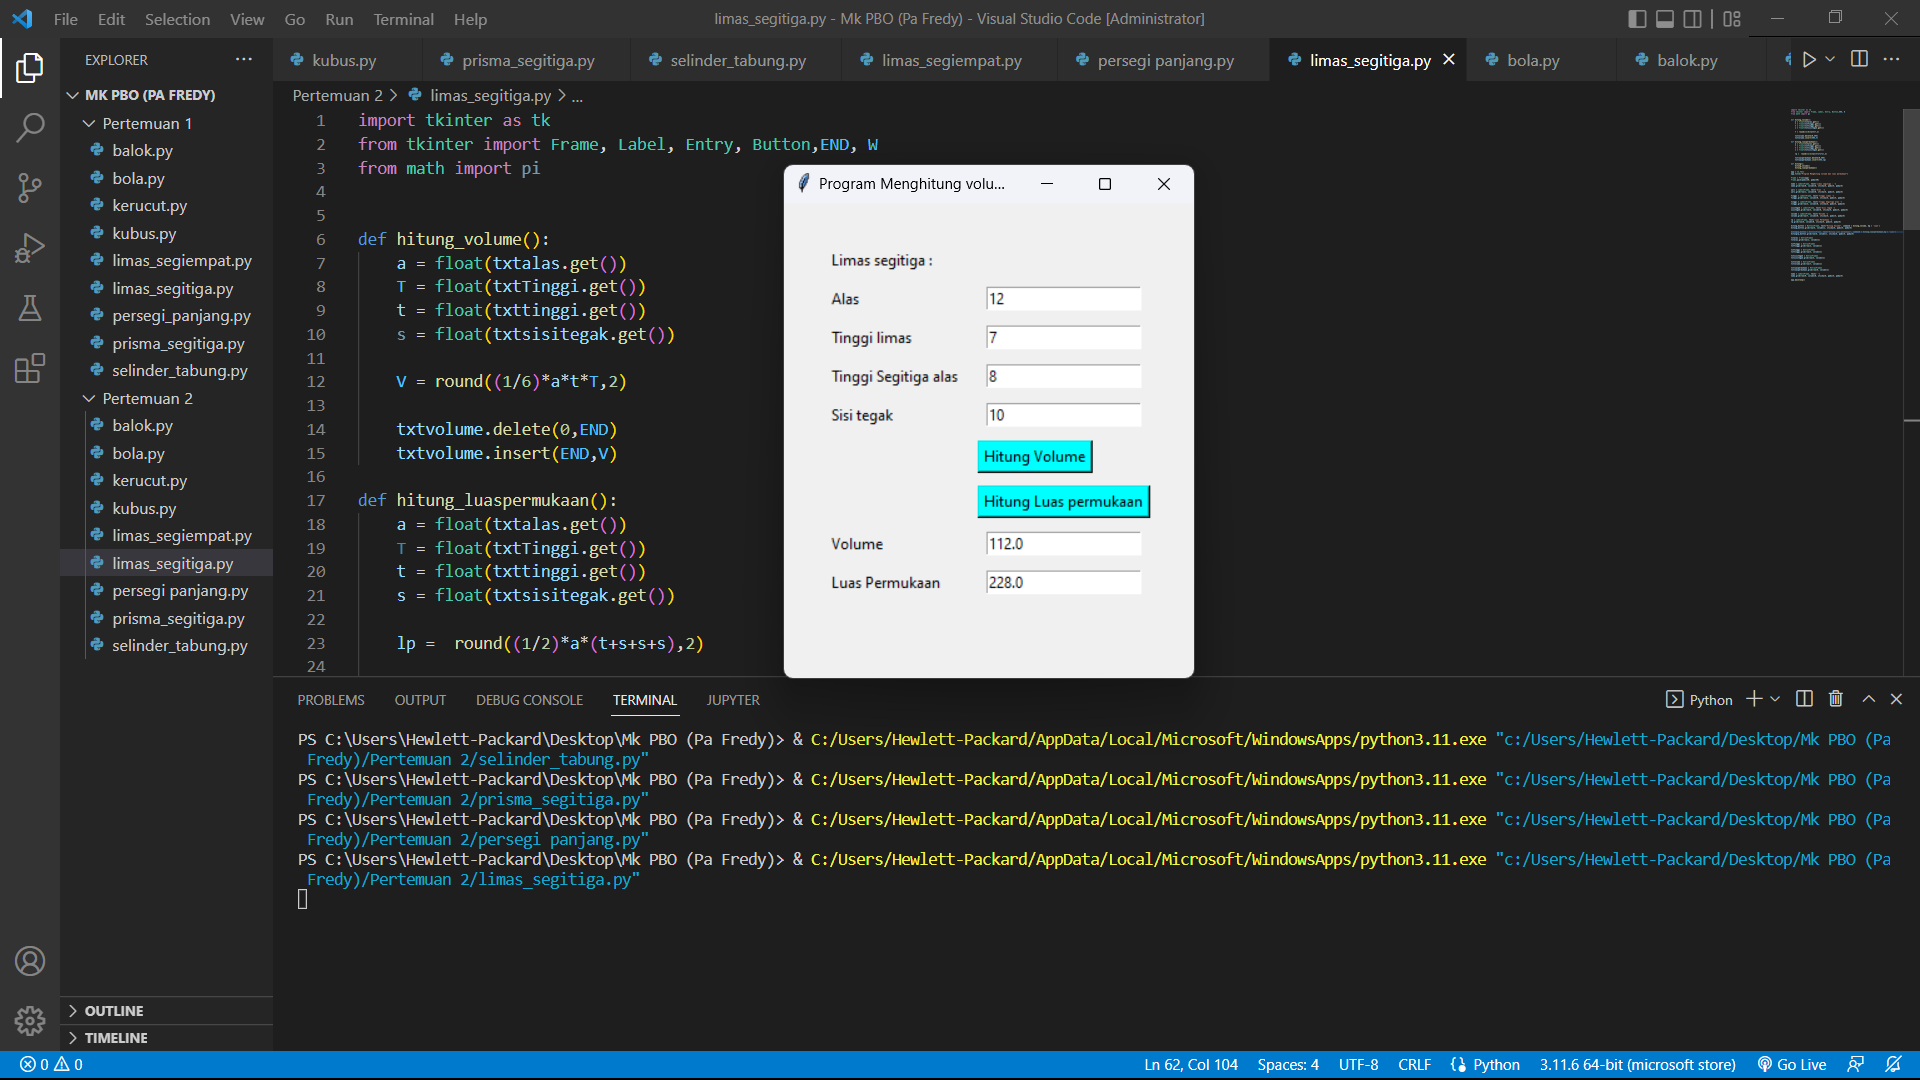 File Edit Selection View Go Run Terminal Help
limas_segitiga.py - Mk PBO (Pa Fredy) - Visual Studio Code [Administrator]
EXPLORER
kubus.py prisma_segitiga.py selinder_tabung.py limas_segiempat.py persegi panjang.py limas_segitiga.py bola.py balok.py
MK PBO (PA FREDY)
Pertemuan 1
balok.py
bola.py
kerucut.py
kubus.py
limas_segiempat.py
limas_segitiga.py
persegi_panjang.py
prisma_segitiga.py
selinder_tabung.py
Pertemuan 2
balok.py
bola.py
kerucut.py
kubus.py
limas_segiempat.py
limas_segitiga.py
persegi panjang.py
prisma_segitiga.py
selinder_tabung.py
OUTLINE
TIMELINE
Pertemuan 2 > limas_segitiga.py > ...
1 import tkinter as tk
2 from tkinter import Frame, Label, Entry, Button,END, W
3 from math import pi
4
5
6 def hitung_volume():
7 a = float(txtalas.get())
8 T = float(txtTinggi.get())
9 t = float(txttinggi.get())
10 s = float(txtsisitegak.get())
11
12 V = round((1/6)*a*t*T,2)
13
14 txtvolume.delete(0,END)
15 txtvolume.insert(END,V)
16
17 def hitung_luaspermukaan():
18 a = float(txtalas.get())
19 T = float(txtTinggi.get())
20 t = float(txttinggi.get())
21 s = float(txtsisitegak.get())
22
23 lp = round((1/2)*a*(t+s+s+s),2)
24
Program Menghitung volu...
Limas segitiga :
Alas 12
Tinggi limas 7
Tinggi Segitiga alas 8
Sisi tegak 10
Hitung Volume
Hitung Luas permukaan
Volume 112.0
Luas Permukaan 228.0
PROBLEMS OUTPUT DEBUG CONSOLE TERMINAL JUPYTER
Python
PS C:\Users\Hewlett-Packard\Desktop\Mk PBO (Pa Fredy)> & C:/Users/Hewlett-Packard/AppData/Local/Microsoft/WindowsApps/python3.11.exe "c:/Users/Hewlett-Packard/Desktop/Mk PBO (Pa
Fredy)/Pertemuan 2/selinder_tabung.py"
PS C:\Users\Hewlett-Packard\Desktop\Mk PBO (Pa Fredy)> & C:/Users/Hewlett-Packard/AppData/Local/Microsoft/WindowsApps/python3.11.exe "c:/Users/Hewlett-Packard/Desktop/Mk PBO (Pa
Fredy)/Pertemuan 2/prisma_segitiga.py"
PS C:\Users\Hewlett-Packard\Desktop\Mk PBO (Pa Fredy)> & C:/Users/Hewlett-Packard/AppData/Local/Microsoft/WindowsApps/python3.11.exe "c:/Users/Hewlett-Packard/Desktop/Mk PBO (Pa
Fredy)/Pertemuan 2/persegi panjang.py"
PS C:\Users\Hewlett-Packard\Desktop\Mk PBO (Pa Fredy)> & C:/Users/Hewlett-Packard/AppData/Local/Microsoft/WindowsApps/python3.11.exe "c:/Users/Hewlett-Packard/Desktop/Mk PBO (Pa
Fredy)/Pertemuan 2/limas_segitiga.py"
0 0 Ln 62, Col 104 Spaces: 4 UTF-8 CRLF Python 3.11.6 64-bit (microsoft store) Go Live